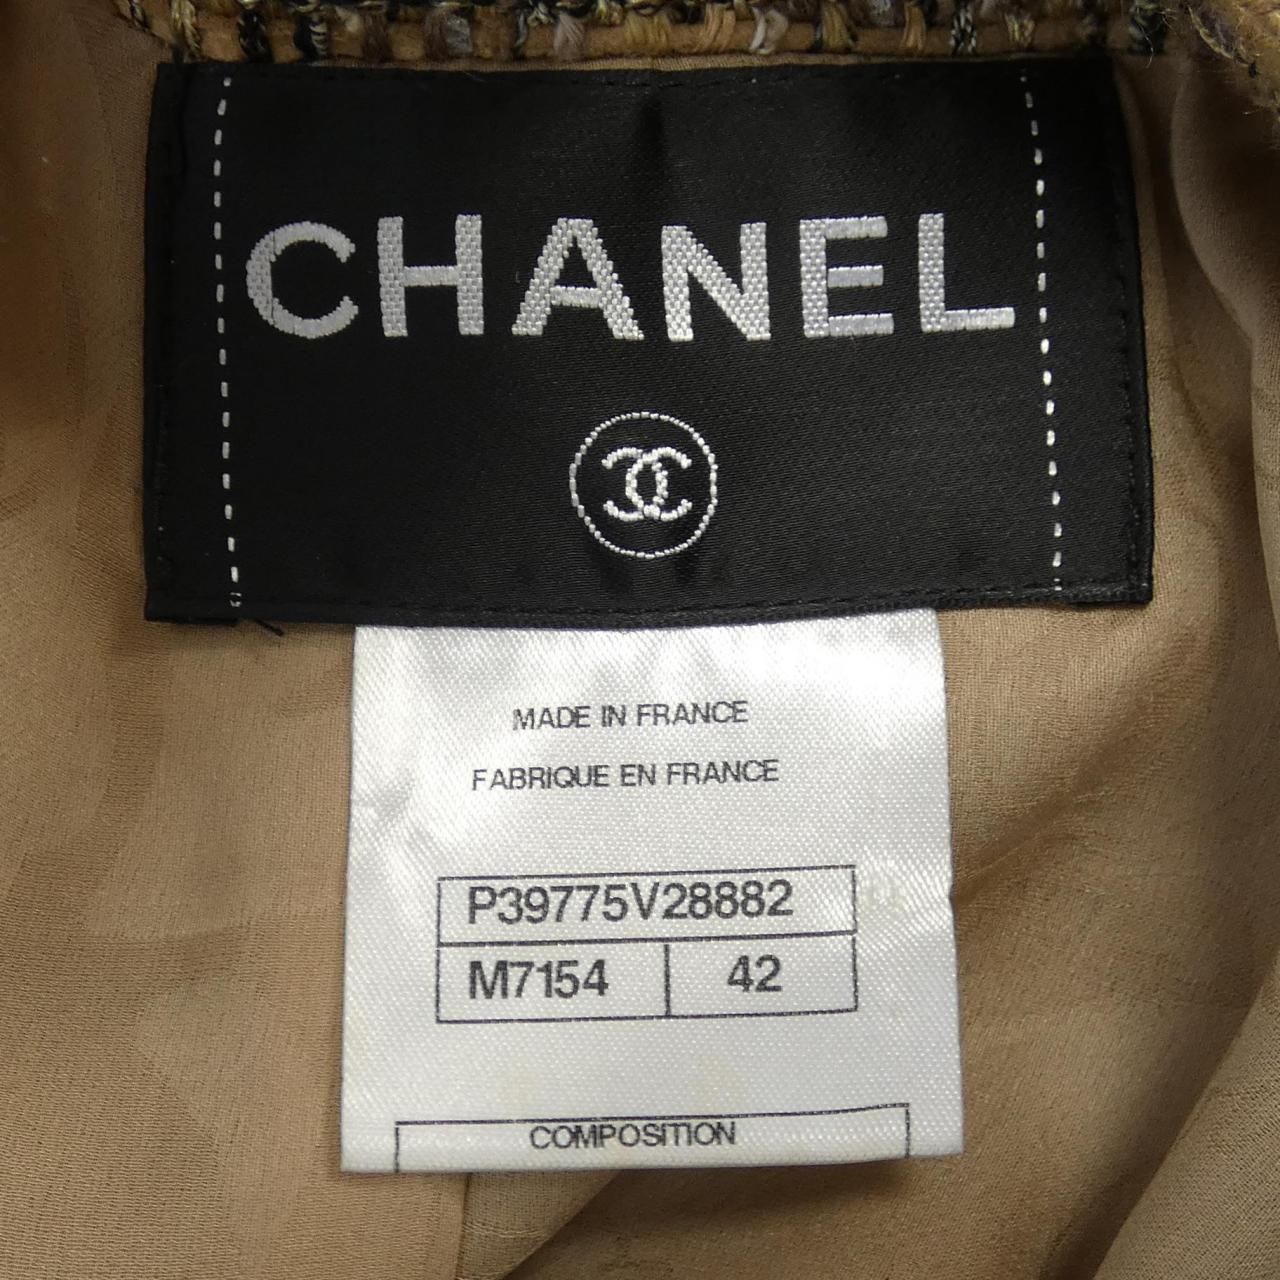 CHANEL
MADE IN FRANCE
FABRIQUE EN FRANCE
P39775V28882
M7154 42
COMPOSITION